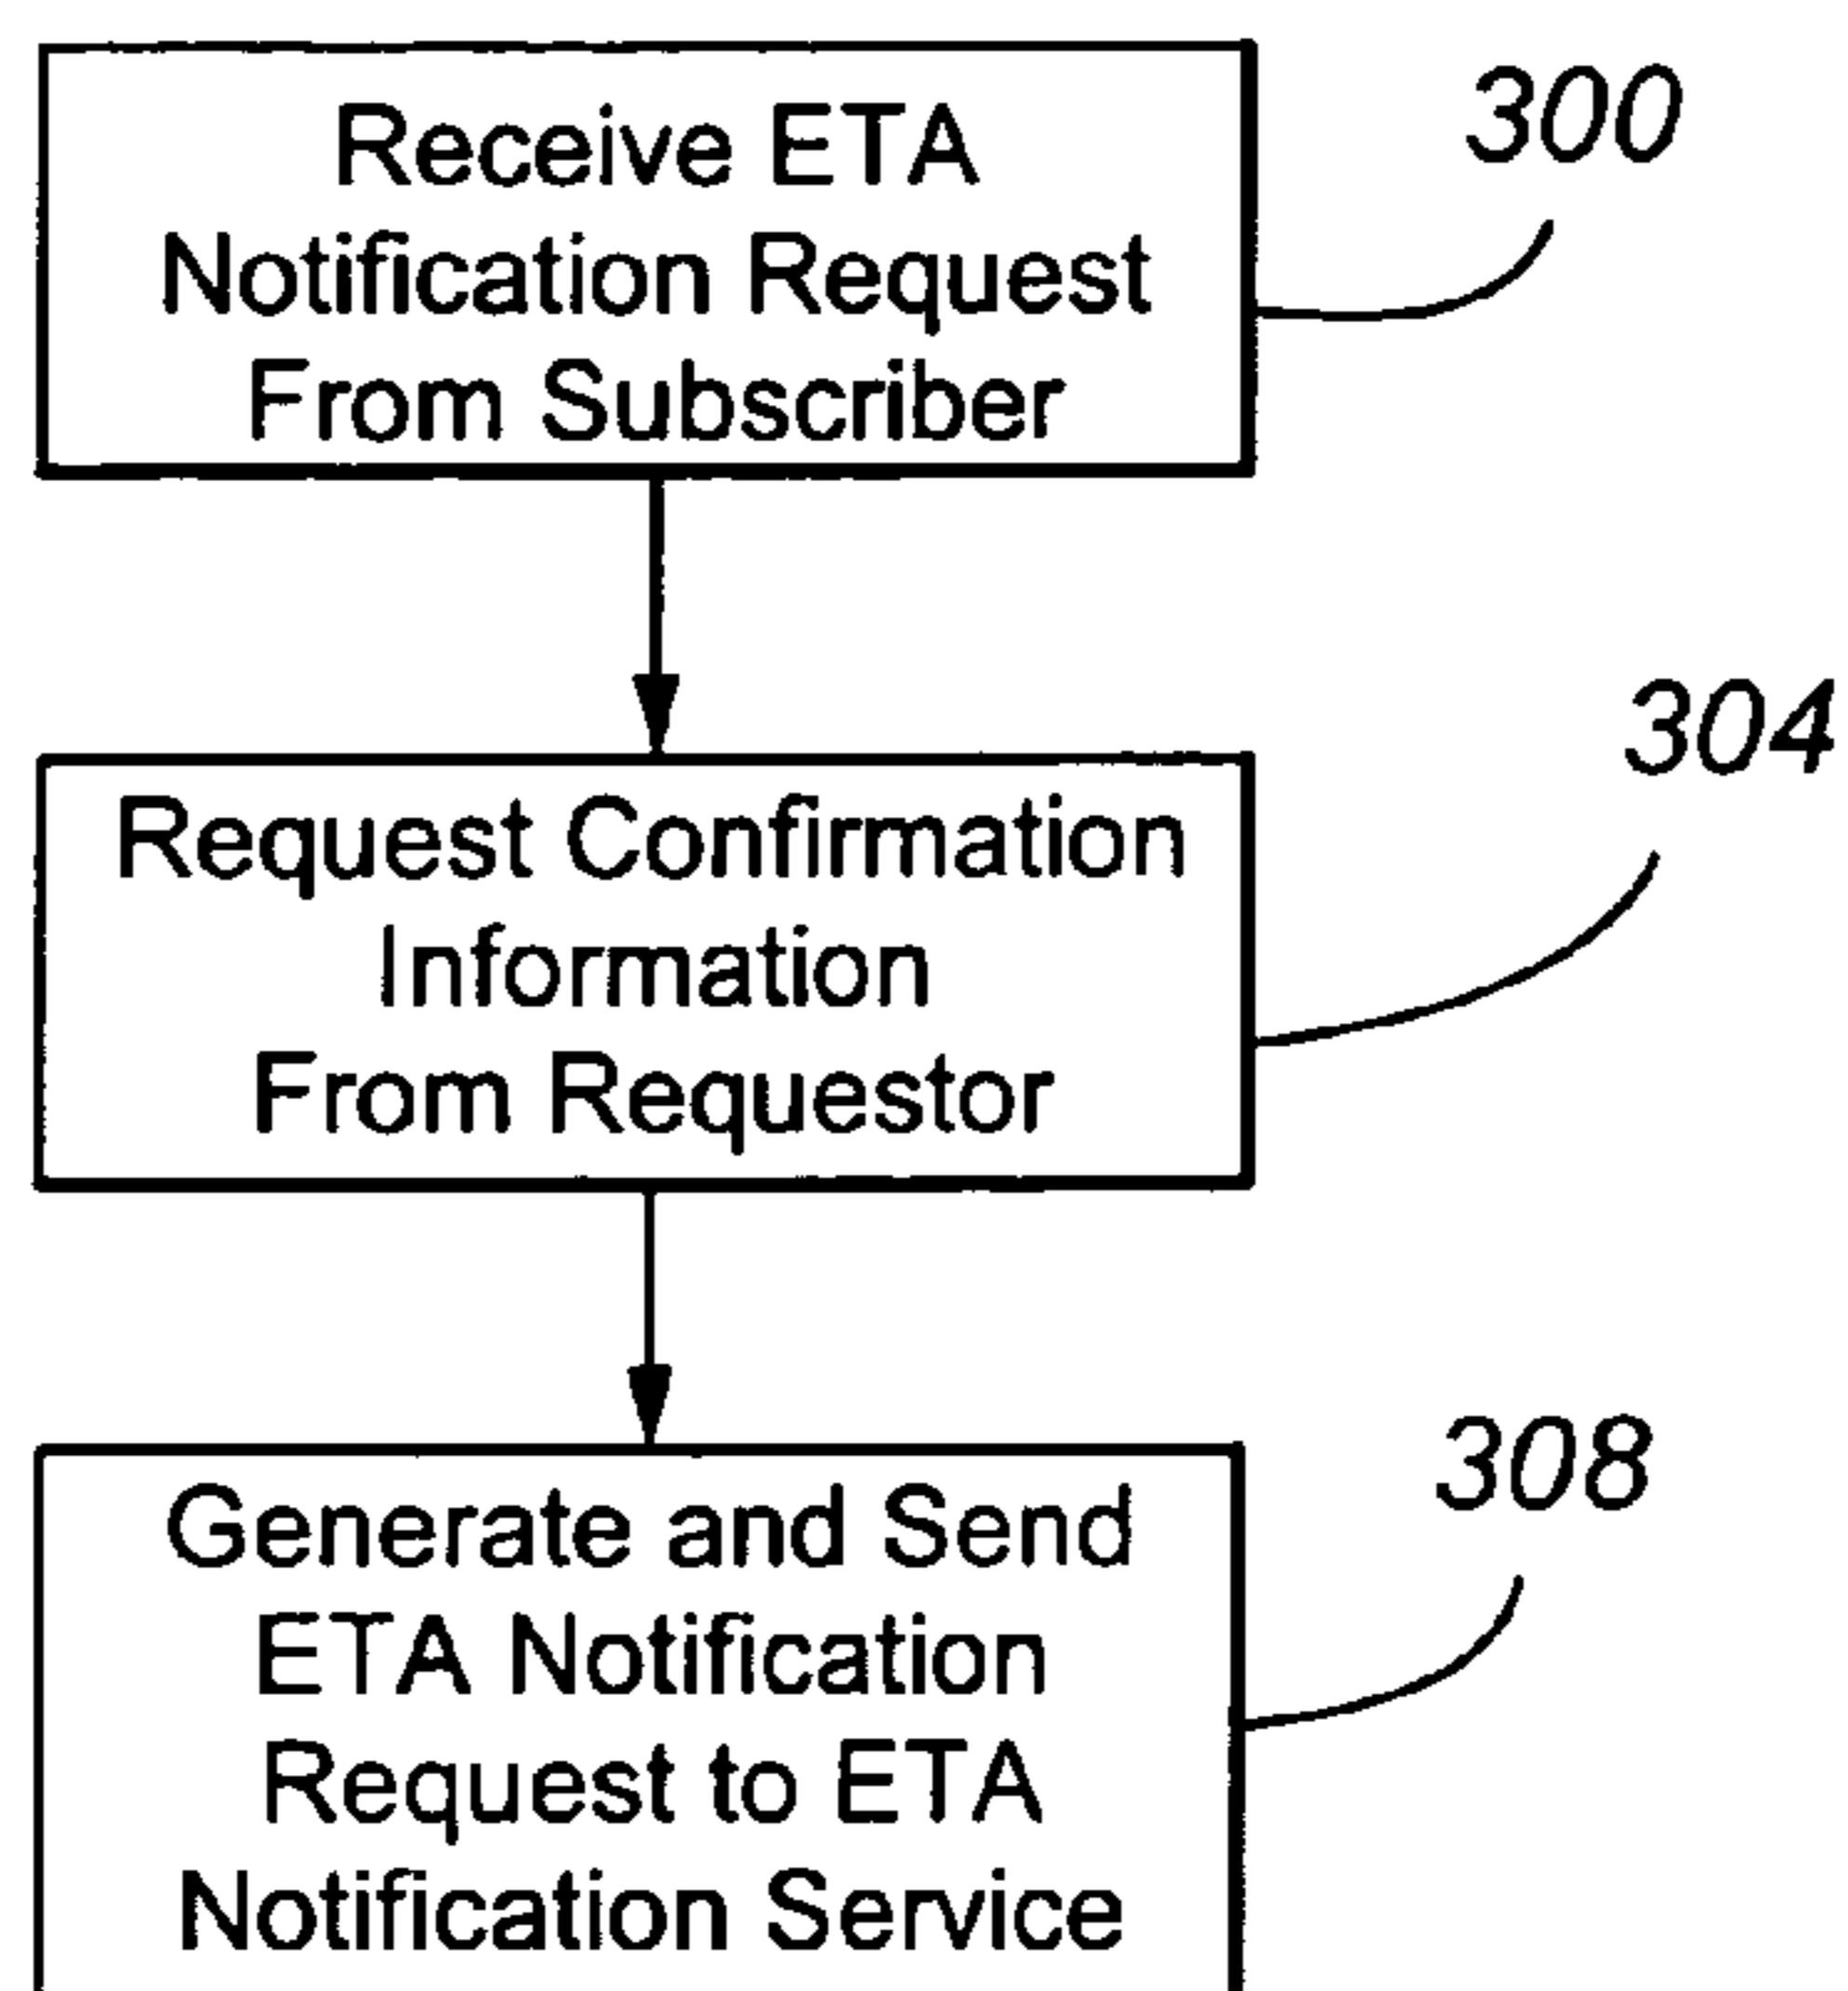 Receive ETA
Notification Request
From Subscriber
300
Request Confirmation
Information
From Requestor
304
Generate and Send
ETA Notification
Request to ETA
Notification Service
308